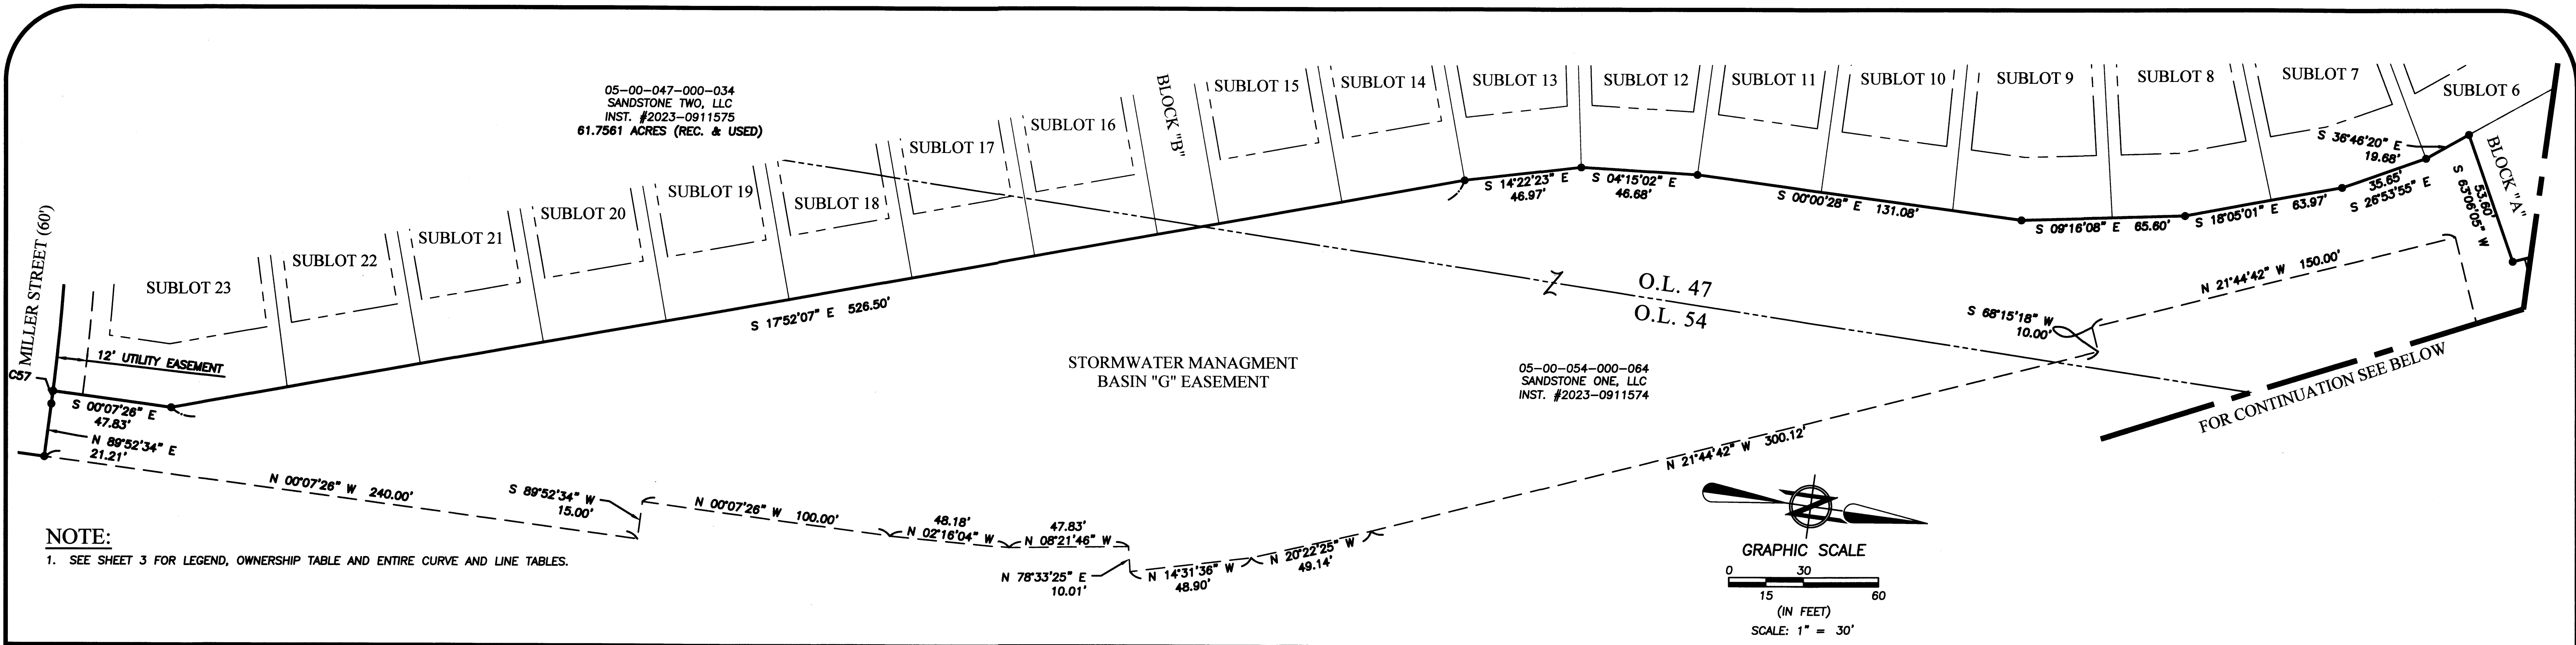 05-00-047-000-034
SANDSTONE TWO, LLC
INST. #2023-0911575
61.7561 ACRES (REC. & USED)
MILLER STREET (60')
SUBLOT 23
SUBLOT 22
SUBLOT 21
SUBLOT 20
SUBLOT 19
SUBLOT 18
SUBLOT 17
SUBLOT 16
BLOCK "B"
SUBLOT 15
SUBLOT 14
SUBLOT 13
SUBLOT 12
SUBLOT 11
SUBLOT 10
SUBLOT 9
SUBLOT 8
SUBLOT 7
SUBLOT 6
BLOCK "A"
12' UTILITY EASEMENT
C57
S 00°07'26" E
47.83'
N 89°52'34" E
21.21'
S 17°52'07" E 526.50'
S 14°22'23" E
46.97'
S 04°15'02" E
46.68'
S 00°00'28" E 131.08'
S 09°16'08" E 65.60'
S 18°05'01" E 63.97'
35.65'
S 26°53'55" E
S 36°46'20" E
19.68'
53.60'
S 63°06'05" W
N 21°44'42" W 150.00'
S 68°15'18" W
10.00'
O.L. 47
O.L. 54
STORMWATER MANAGMENT
BASIN "G" EASEMENT
05-00-054-000-064
SANDSTONE ONE, LLC
INST. #2023-0911574
FOR CONTINUATION SEE BELOW
N 21°44'42" W 300.12'
N 00°07'26" W 240.00'
S 89°52'34" W
15.00'
N 00°07'26" W 100.00'
48.18'
N 02°16'04" W
47.83'
N 08°21'46" W
N 78°33'25" E
10.01'
N 14°31'36" W
48.90'
N 20°22'25" W
49.14'
NOTE:
1. SEE SHEET 3 FOR LEGEND, OWNERSHIP TABLE AND ENTIRE CURVE AND LINE TABLES.
N
GRAPHIC SCALE
0 30
15 60
(IN FEET)
SCALE: 1" = 30'